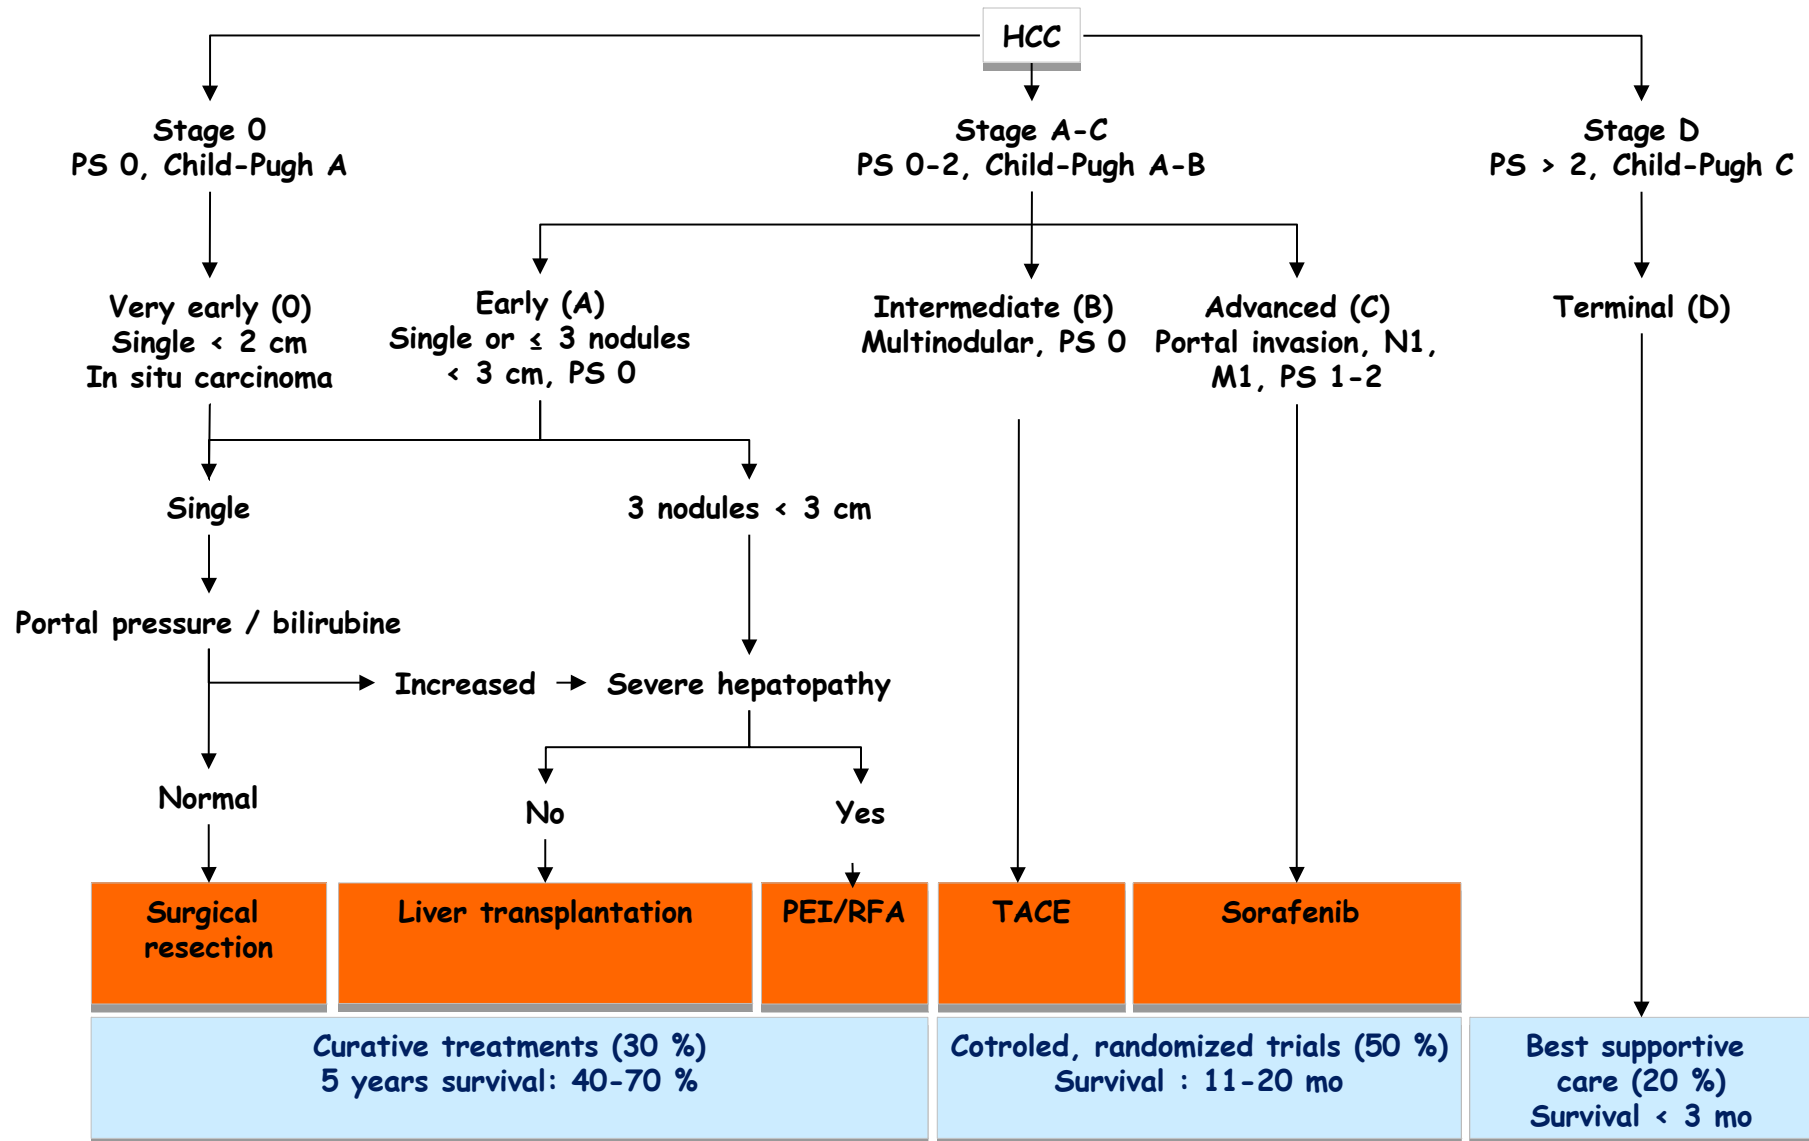 HCC
Stage 0
PS 0, Child-Pugh A
Stage A-C
PS 0-2, Child-Pugh A-B
Stage D
PS > 2, Child-Pugh C
Very early (0)
Single < 2 cm
In situ carcinoma
Early (A)
Single or ≤ 3 nodules
< 3 cm, PS 0
Intermediate (B)
Multinodular, PS 0
Advanced (C)
Portal invasion, N1,
M1, PS 1-2
Terminal (D)
Single
3 nodules < 3 cm
Portal pressure / bilirubine
Increased
Severe hepatopathy
Normal
No
Yes
Surgical
resection
Liver transplantation
PEI/RFA
TACE
Sorafenib
Curative treatments (30 %)
5 years survival: 40-70 %
Cotroled, randomized trials (50 %)
Survival : 11-20 mo
Best supportive
care (20 %)
Survival < 3 mo